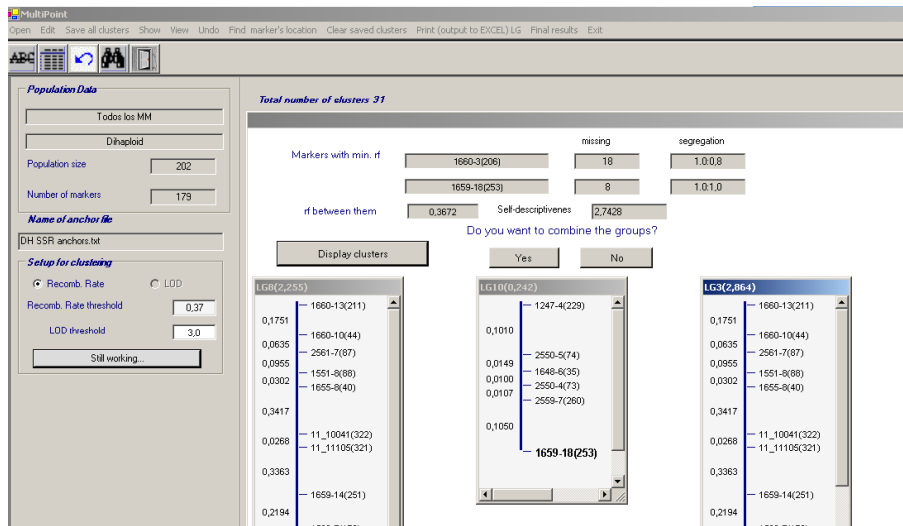 MultiPoint
Open Edit Save all clusters Show View Undo Find marker's location Clear saved clusters Print (output to EXCEL) LG Final results Exit
ABC
Population Data
Todos los MM
Dihaploid
Population size 202
Number of markers 179
Name of anchor file
DH SSR anchors.txt
Setup for clustering
Recomb. Rate LOD
Recomb. Rate threshold 0,37
LOD threshold 3,0
Still working...
Total number of clusters 31
missing segregation
Markers with min. rf 1660-3(206) 18 1.0:0,8
1659-18(253) 8 1.0:1,0
rf between them 0,3672 Self-descriptivenes 2,7428
Do you want to combine the groups?
Display clusters Yes No
LG8(2,255)
1660-13(211)
0,1751
1660-10(44)
0,0635
2561-7(87)
0,0955
1551-8(88)
0,0302
1655-8(40)
0,3417
11_10041(322)
0,0268
11_11105(321)
0,3363
1659-14(251)
0,2194
LG10(0,242)
1247-4(229)
0,1010
2550-5(74)
0,0149
1648-6(35)
0,0100
2550-4(73)
0,0107
2559-7(260)
0,1050
1659-18(253)
LG3(2,864)
1660-13(211)
0,1751
1660-10(44)
0,0635
2561-7(87)
0,0955
1551-8(88)
0,0302
1655-8(40)
0,3417
11_10041(322)
0,0268
11_11105(321)
0,3363
1659-14(251)
0,2194